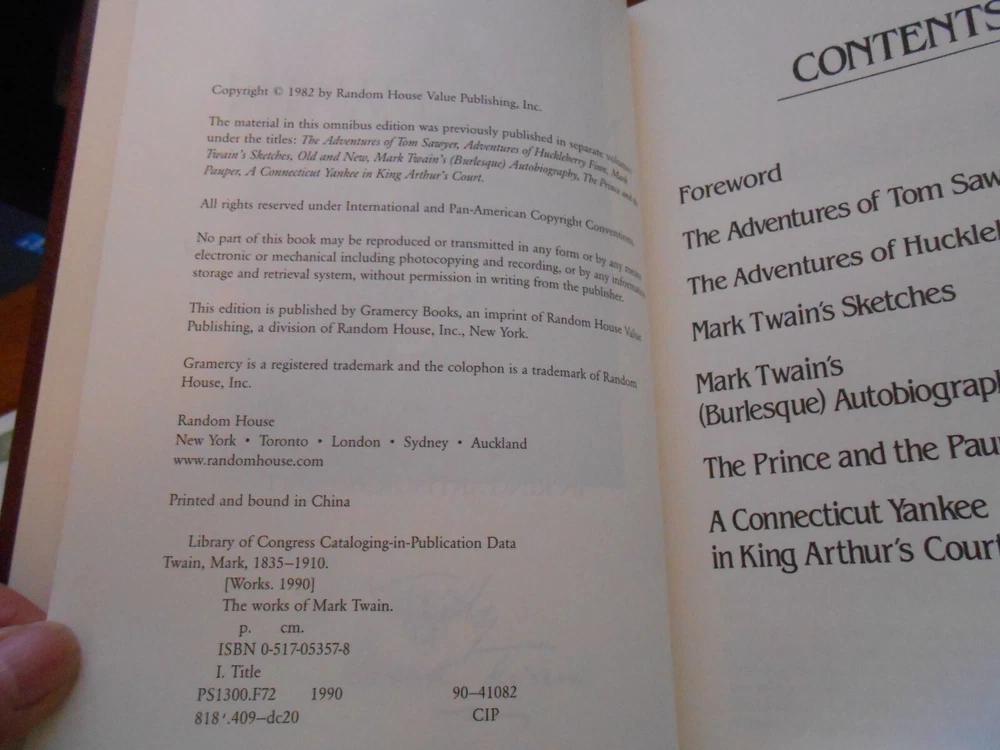 Copyright © 1982 by Random House Value Publishing, Inc.
The material in this omnibus edition was previously published in separate volumes
under the titles: The Adventures of Tom Sawyer, Adventures of Huckleberry Finn, Mark
Twain's Sketches, Old and New, Mark Twain's (Burlesque) Autobiography, The Prince and the
Pauper, A Connecticut Yankee in King Arthur's Court.
All rights reserved under International and Pan-American Copyright Conventions.
No part of this book may be reproduced or transmitted in any form or by any means
electronic or mechanical including photocopying and recording, or by any information
storage and retrieval system, without permission in writing from the publisher.
This edition is published by Gramercy Books, an imprint of Random House Value
Publishing, a division of Random House, Inc., New York.
Gramercy is a registered trademark and the colophon is a trademark of Random
House, Inc.
Random House
New York • Toronto • London • Sydney • Auckland
www.randomhouse.com
Printed and bound in China
Library of Congress Cataloging-in-Publication Data
Twain, Mark, 1835–1910.
[Works. 1990]
The works of Mark Twain.
p. cm.
ISBN 0-517-05357-8
I. Title
PS1300.F72 1990 90–41082
818'.409–dc20 CIP
CONTENTS
Foreword
The Adventures of Tom Saw
The Adventures of Huckle
Mark Twain's Sketches
Mark Twain's
(Burlesque) Autobiograp
The Prince and the Pau
A Connecticut Yankee
in King Arthur's Court